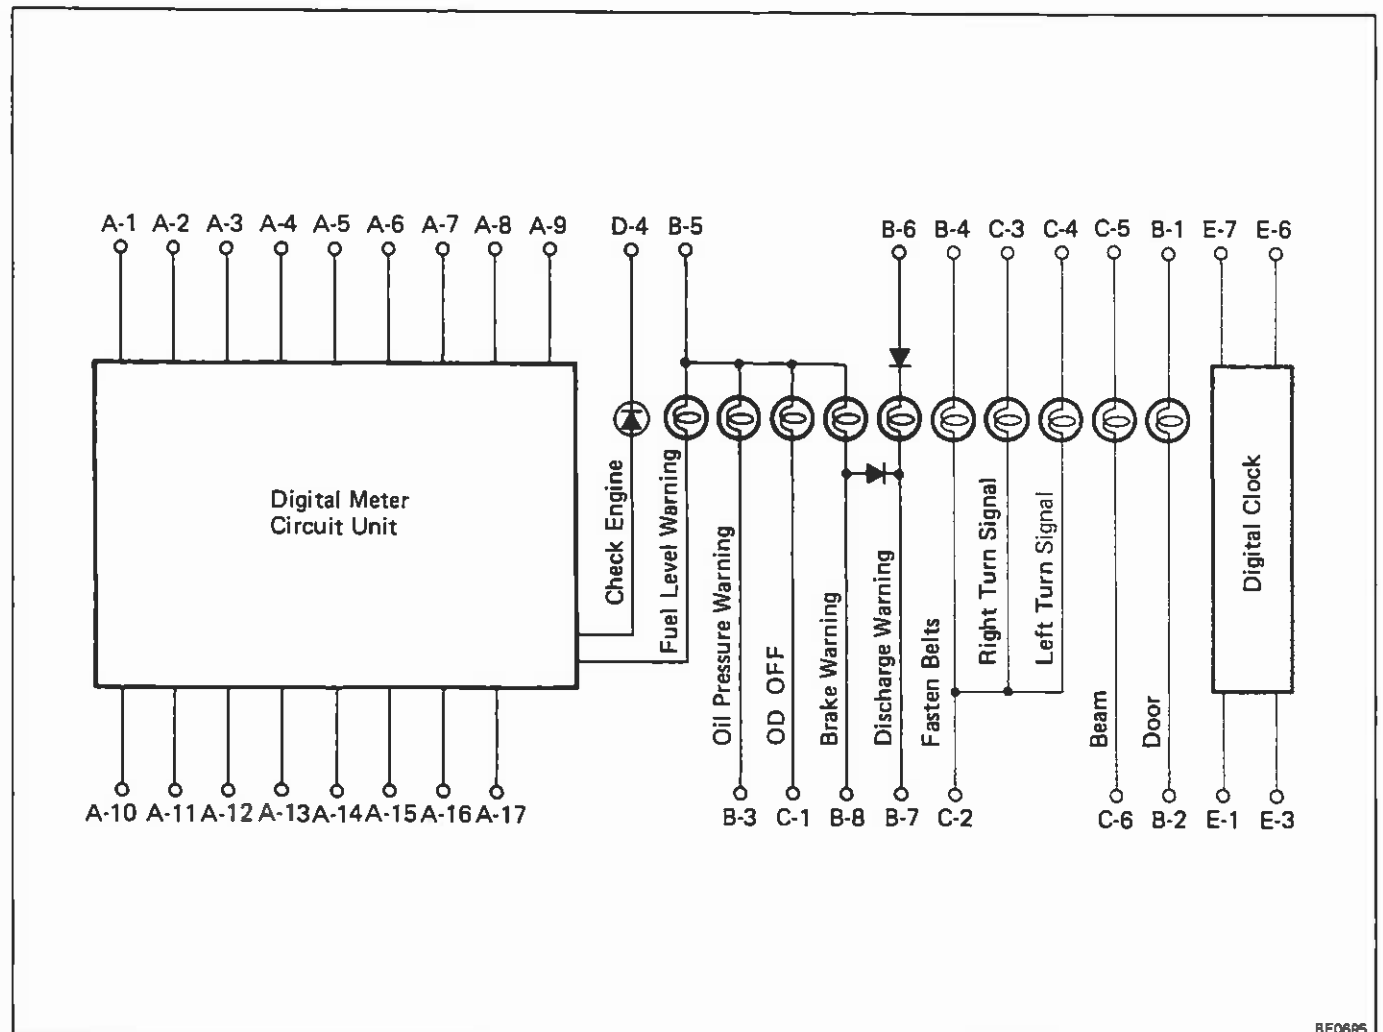 A-1 A-2 A-3 A-4 A-5 A-6 A-7 A-8 A-9 D-4 B-5 B-6 B-4 C-3 C-4 C-5 B-1 E-7 E-6
Digital Meter
Circuit Unit
Check Engine
Fuel Level Warning
Oil Pressure Warning
OD OFF
Brake Warning
Discharge Warning
Fasten Belts
Right Turn Signal
Left Turn Signal
Beam
Door
Digital Clock
A-10 A-11 A-12 A-13 A-14 A-15 A-16 A-17 B-3 C-1 B-8 B-7 C-2 C-6 B-2 E-1 E-3
BE0695